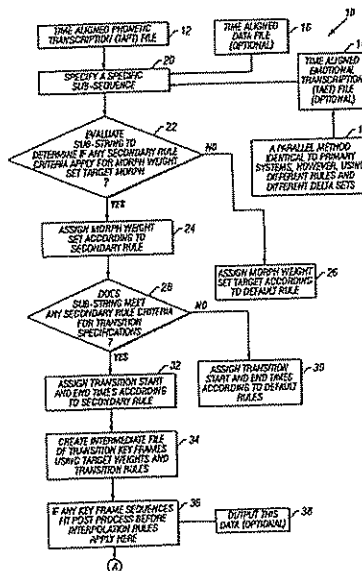 10
TIME ALIGNED PHONETIC
TRANSCRIPTION (TAPT) FILE
12
TIME ALIGNED
DATA FILE
(OPTIONAL)
16
20
SPECIFY A SPECIFIC
SUB-SEQUENCE
TIME ALIGNED
EMOTIONAL
TRANSCRIPTION
(TAET) FILE
(OPTIONAL)
A PARALLEL METHOD
IDENTICAL TO PRIMARY
SYSTEMS, HOWEVER, USING
DIFFERENT RULES AND
DIFFERENT DELTA SETS
22
EVALUATE
SUB-STRING TO
DETERMINE IF ANY SECONDARY RULE
CRITERIA APPLY FOR MORPH WEIGHT
SET TARGET MORPH
?
NO
YES
24
ASSIGN MORPH WEIGHT
SET ACCORDING TO
SECONDARY RULE
26
ASSIGN MORPH WEIGHT
SET TARGET ACCORDING
TO DEFAULT RULE
28
DOES
SUB-STRING MEET
ANY SECONDARY RULE CRITERIA
FOR TRANSITION
SPECIFICATIONS
?
NO
YES
30
ASSIGN TRANSITION
START AND END TIMES
ACCORDING TO DEFAULT
RULES
32
ASSIGN TRANSITION START
AND END TIMES ACCORDING
TO SECONDARY RULE
34
CREATE INTERMEDIATE FILE
OF TRANSITION KEY FRAMES
USING TARGET WEIGHTS AND
TRANSITION RULES
36
IF ANY KEY FRAME SEQUENCES
FIT POST PROCESS BEFORE
INTERPOLATION RULES
APPLY HERE
38
OUTPUT THIS
DATA (OPTIONAL)
A